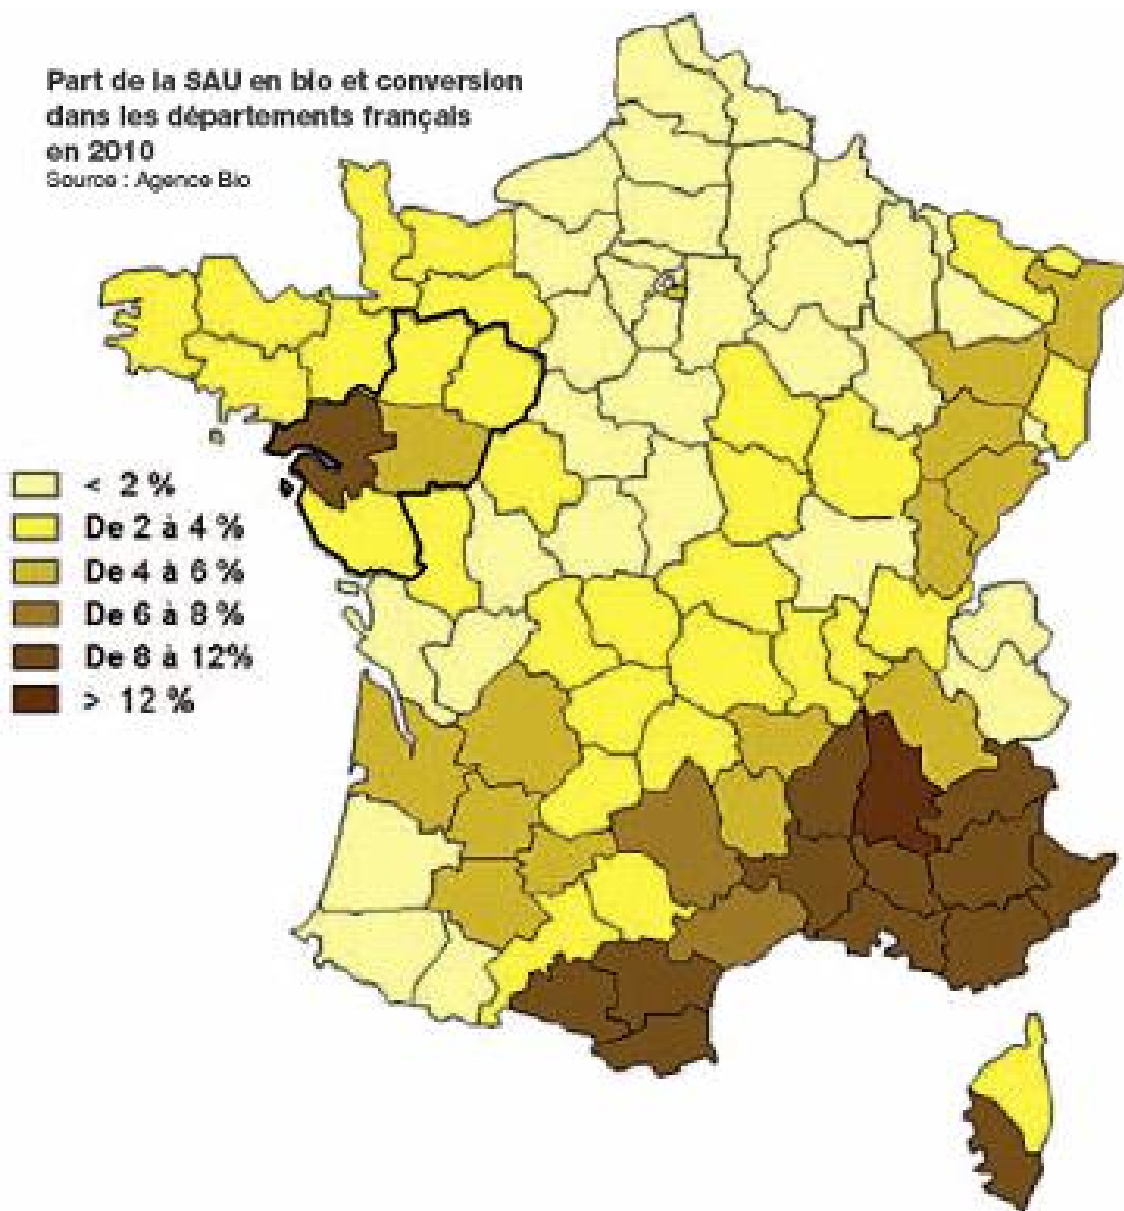 Part de la SAU en bio et conversion
dans les départements français
en 2010
Source : Agence Bio
< 2 %
De 2 à 4 %
De 4 à 6 %
De 6 à 8 %
De 8 à 12%
> 12 %